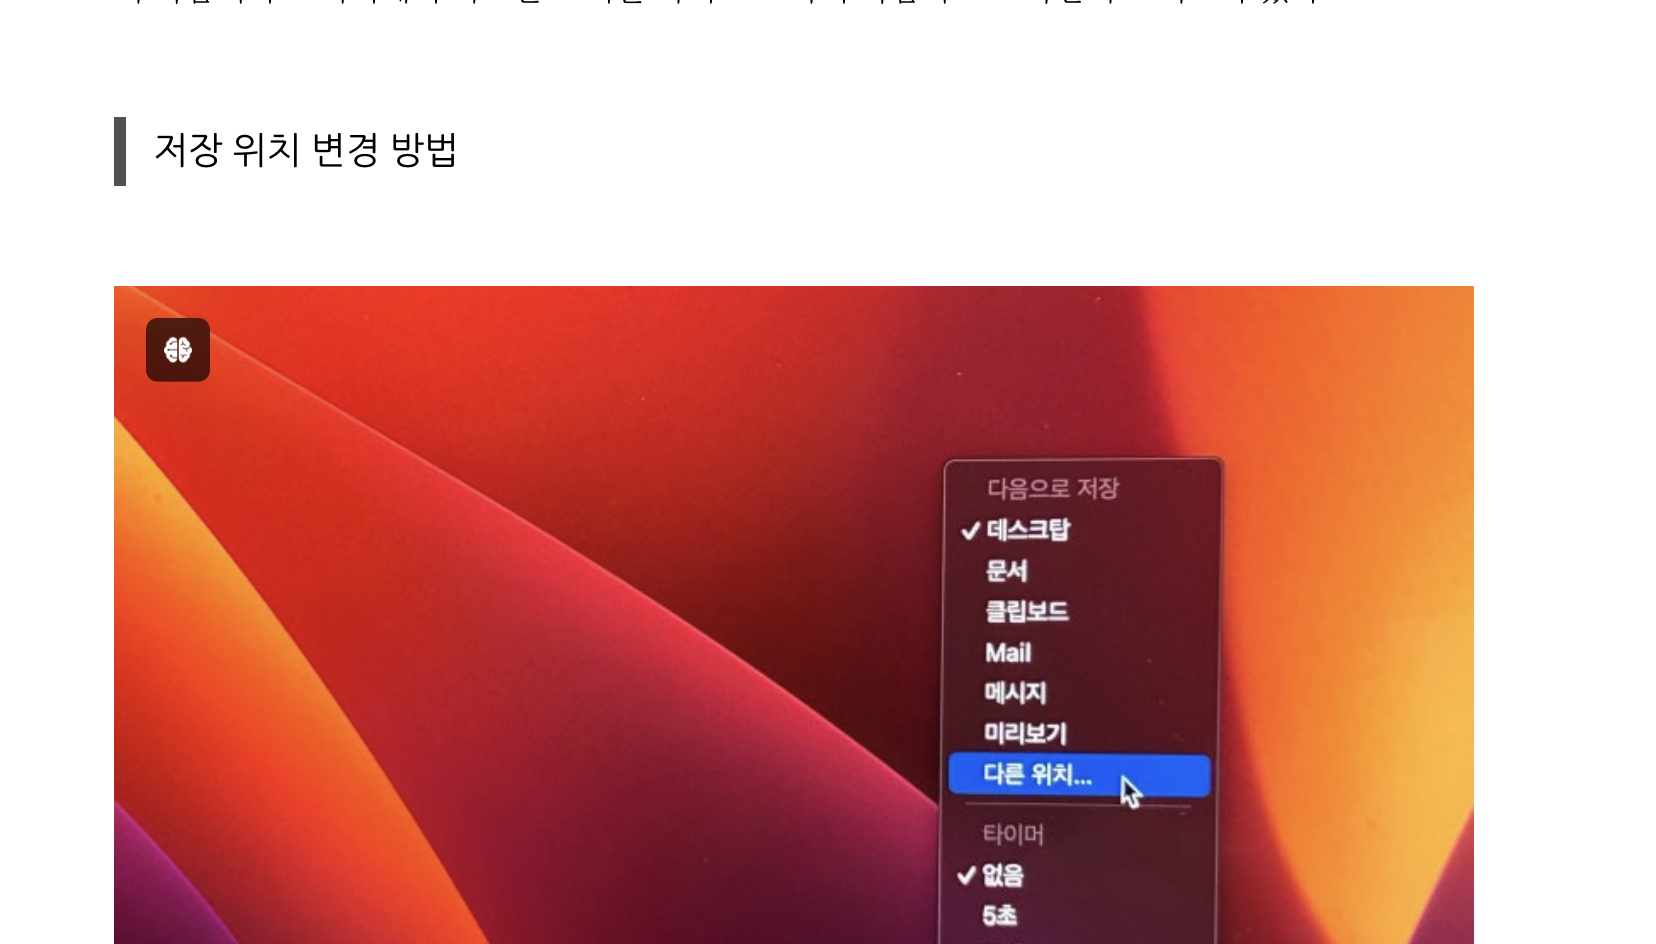 저장 위치 변경 방법
다음으로 저장
데스크탑
문서
클립보드
Mail
메시지
미리보기
다른 위치...
타이머
없음
5초